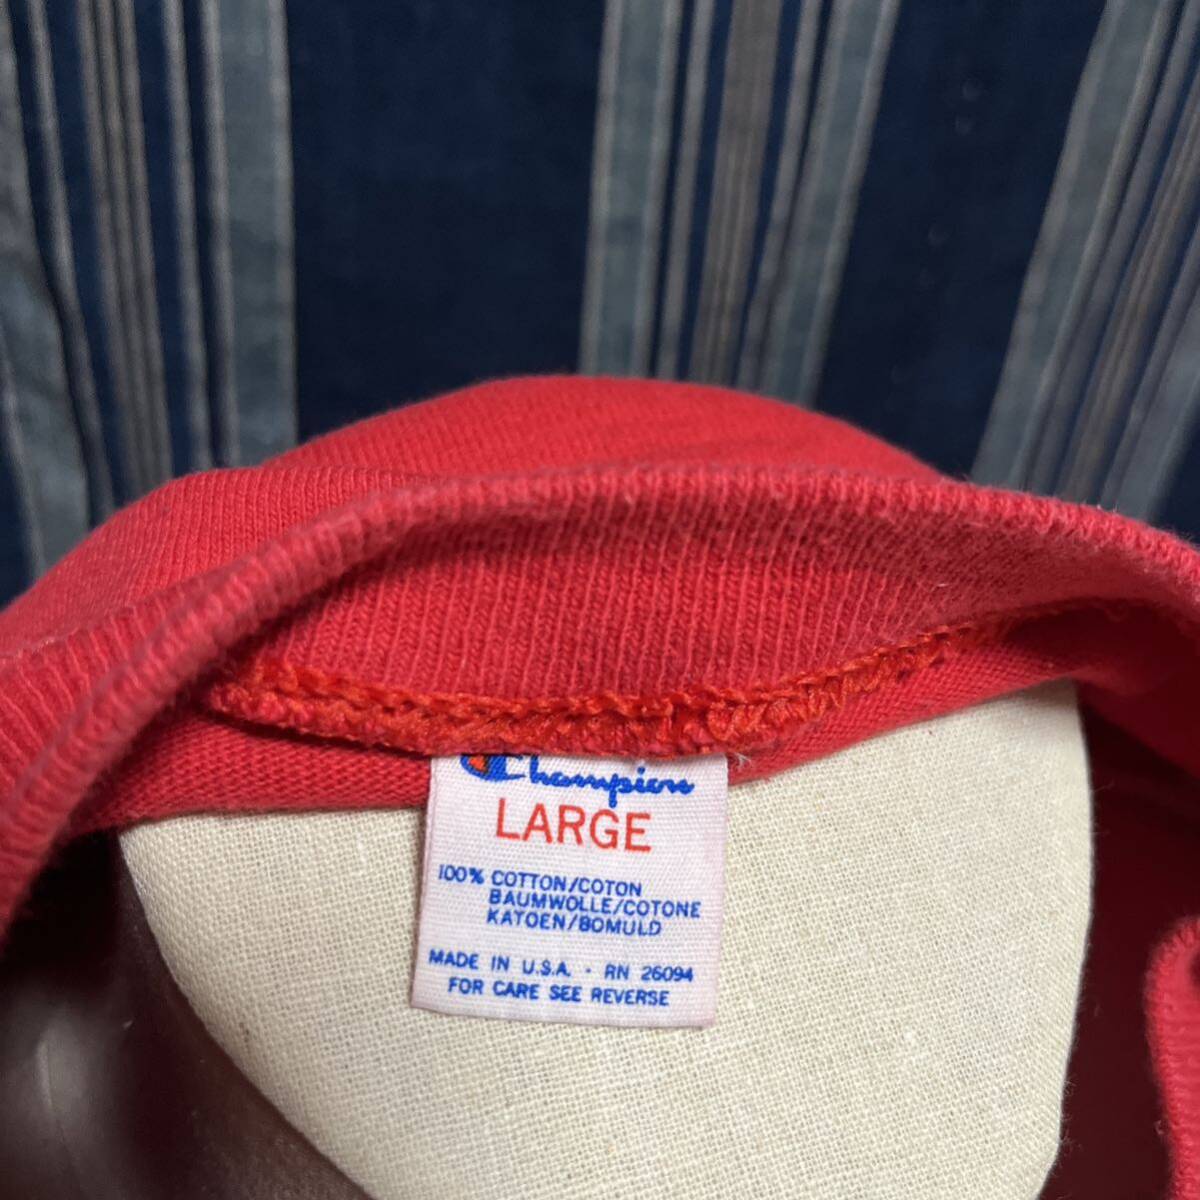 Champion
LARGE
100% COTTON/COTON
BAUMWOLLE/COTONE
KATOEN/BOMULD
MADE IN U.S.A. · RN 26094
FOR CARE SEE REVERSE